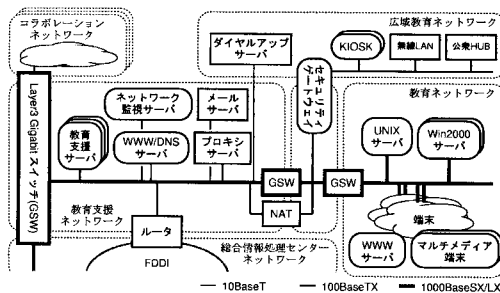 コラボレーション
ネットワーク
広域教育ネットワーク
ダイヤルアップ
サーバ
KIOSK
無線LAN
公衆HUB
セキュリティ
ゲートウェイ
教育ネットワーク
Layer3 Gigabit スイッチ(GSW)
ネットワーク
監視サーバ
メール
サーバ
教育
支援
サーバ
WWW/DNS
サーバ
プロキシ
サーバ
UNIX
サーバ
Win2000
サーバ
GSW
GSW
NAT
教育支援
ネットワーク
ルータ
FDDI
総合情報処理センター
ネットワーク
端末
WWW
サーバ
マルチメディア
端末
10BaseT
100BaseTX
1000BaseSX/LX